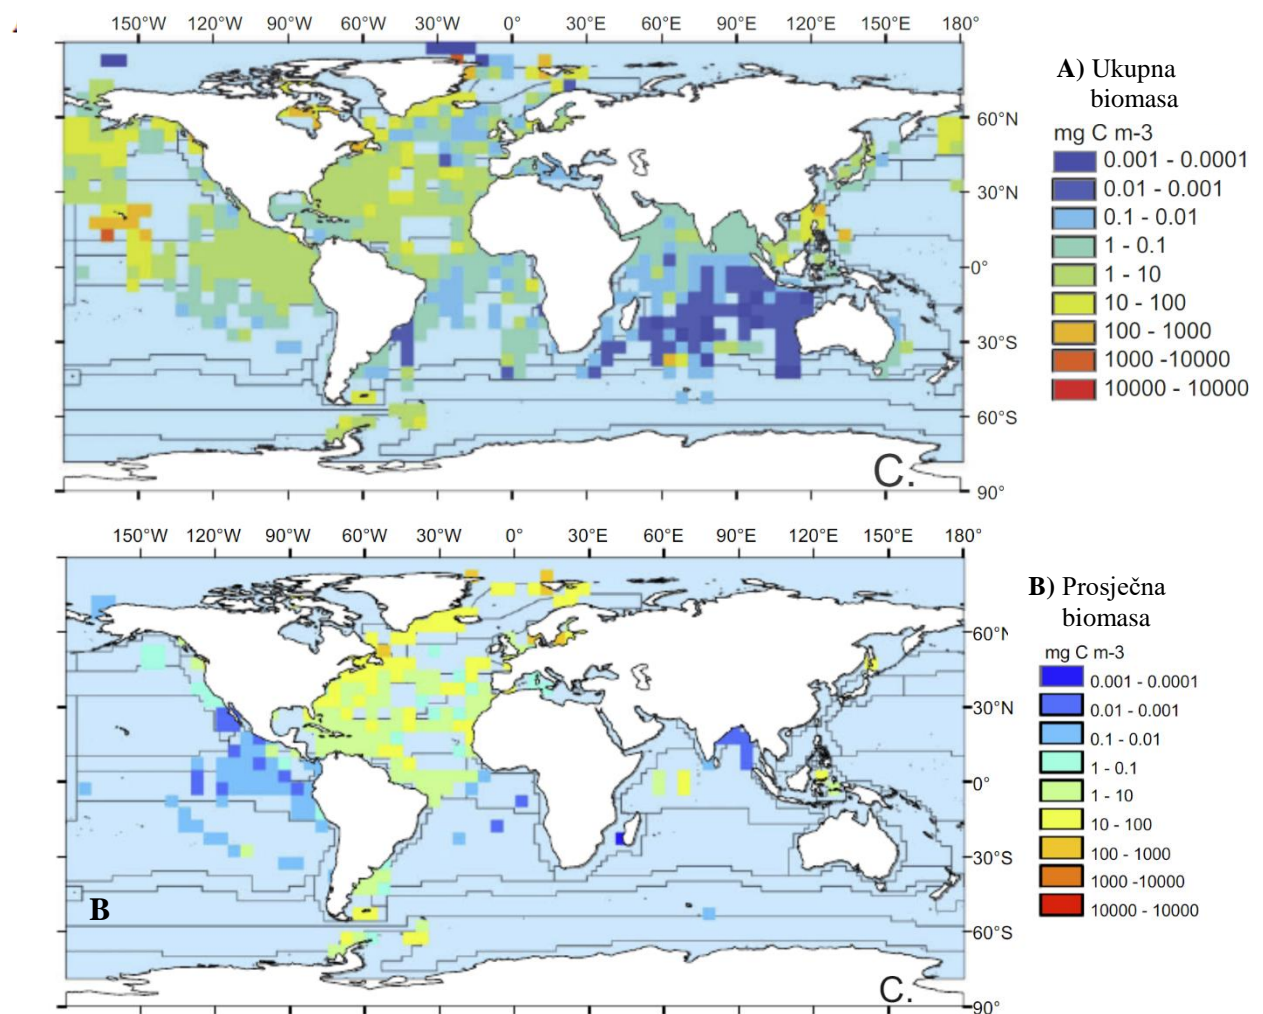 150°W 120°W 90°W 60°W 30°W 0° 30°E 60°E 90°E 120°E 150°E 180°
60°N
30°N
0°
30°S
60°S
90°
C.
A) Ukupna
biomasa
mg C m-3
0.001 - 0.0001
0.01 - 0.001
0.1 - 0.01
1 - 0.1
1 - 10
10 - 100
100 - 1000
1000 -10000
10000 - 10000
150°W 120°W 90°W 60°W 30°W 0° 30°E 60°E 90°E 120°E 150°E 180°
60°N
30°N
0°
30°S
60°S
90°
B
C.
B) Prosječna
biomasa
mg C m-3
0.001 - 0.0001
0.01 - 0.001
0.1 - 0.01
1 - 0.1
1 - 10
10 - 100
100 - 1000
1000 -10000
10000 - 10000